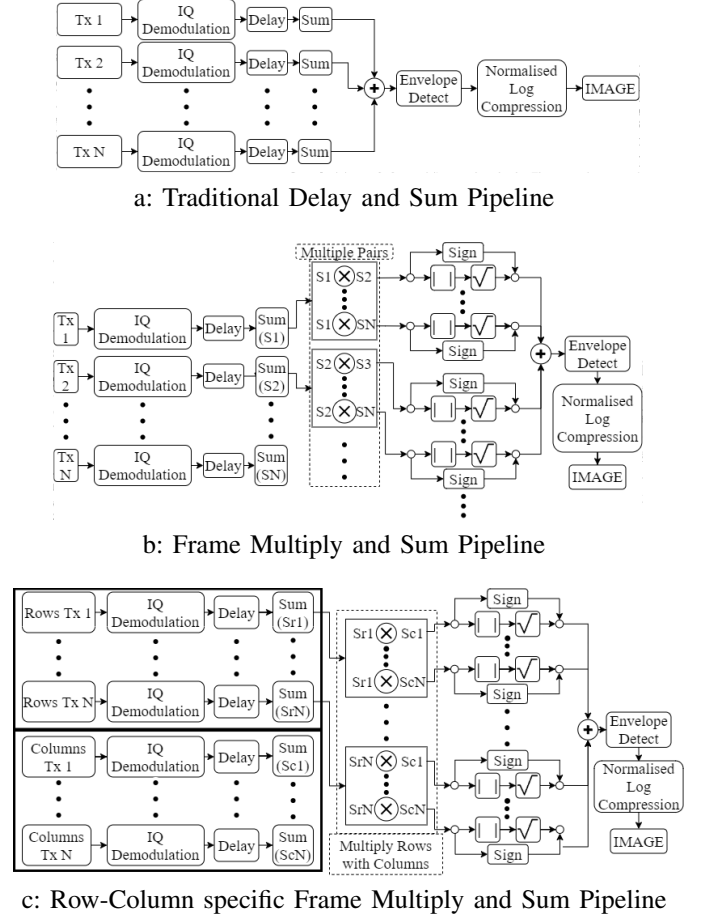 Tx 1
IQ
Demodulation
Delay
Sum
Tx 2
IQ
Demodulation
Delay
Sum
Tx N
IQ
Demodulation
Delay
Sum
+
Envelope
Detect
Normalised
Log
Compression
IMAGE
a: Traditional Delay and Sum Pipeline
Tx
1
IQ
Demodulation
Delay
Sum
(S1)
Tx
2
IQ
Demodulation
Delay
Sum
(S2)
Tx
N
IQ
Demodulation
Delay
Sum
(SN)
Multiple Pairs
S1 ⊗ S2
S1 ⊗ SN
S2 ⊗ S3
S2 ⊗ SN
Sign
| | √
| | √
Sign
Sign
| | √
| | √
Sign
+
Envelope
Detect
Normalised
Log
Compression
IMAGE
b: Frame Multiply and Sum Pipeline
Rows Tx 1
IQ
Demodulation
Delay
Sum
(Sr1)
Rows Tx N
IQ
Demodulation
Delay
Sum
(SrN)
Columns
Tx 1
IQ
Demodulation
Delay
Sum
(Sc1)
Columns
Tx N
IQ
Demodulation
Delay
Sum
(ScN)
Sr1 ⊗ Sc1
Sr1 ⊗ ScN
SrN ⊗ Sc1
SrN ⊗ ScN
Multiply Rows
with Columns
Sign
| | √
| | √
Sign
Sign
| | √
| | √
Sign
+
Envelope
Detect
Normalised
Log
Compression
IMAGE
c: Row-Column specific Frame Multiply and Sum Pipeline